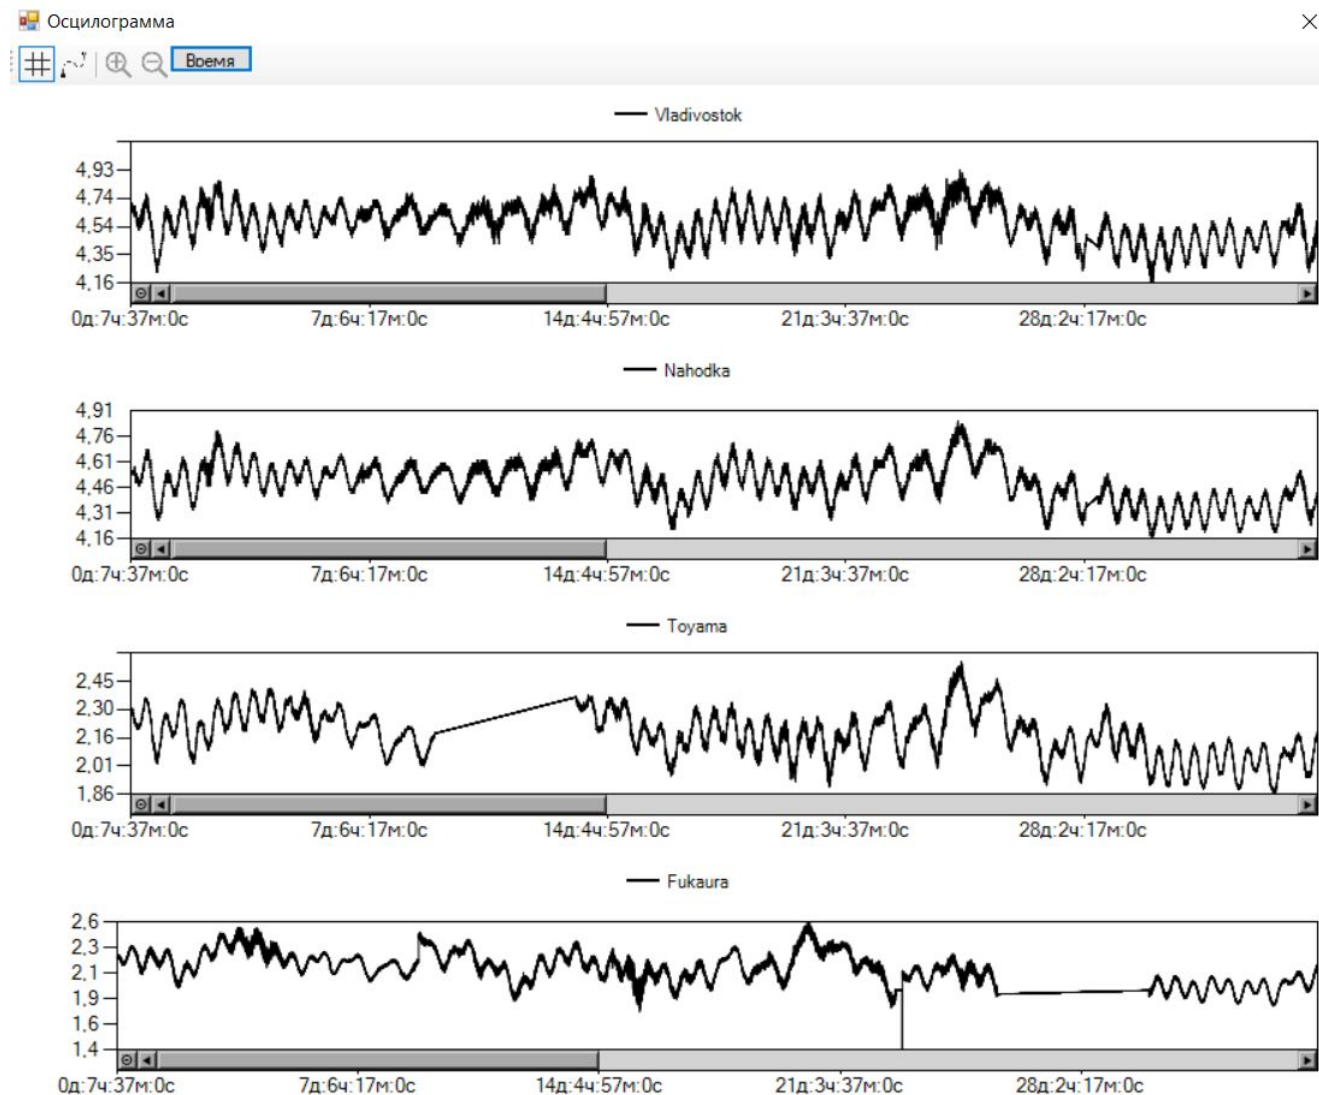 Осцилограмма
Время
Vladivostok
4,93
4,74
4,54
4,35
4,16
0д:7ч:37м:0с 7д:6ч:17м:0с 14д:4ч:57м:0с 21д:3ч:37м:0с 28д:2ч:17м:0с
Nahodka
4,91
4,76
4,61
4,46
4,31
4,16
0д:7ч:37м:0с 7д:6ч:17м:0с 14д:4ч:57м:0с 21д:3ч:37м:0с 28д:2ч:17м:0с
Toyama
2,45
2,30
2,16
2,01
1,86
0д:7ч:37м:0с 7д:6ч:17м:0с 14д:4ч:57м:0с 21д:3ч:37м:0с 28д:2ч:17м:0с
Fukaura
2,6
2,3
2,1
1,9
1,6
1,4
0д:7ч:37м:0с 7д:6ч:17м:0с 14д:4ч:57м:0с 21д:3ч:37м:0с 28д:2ч:17м:0с